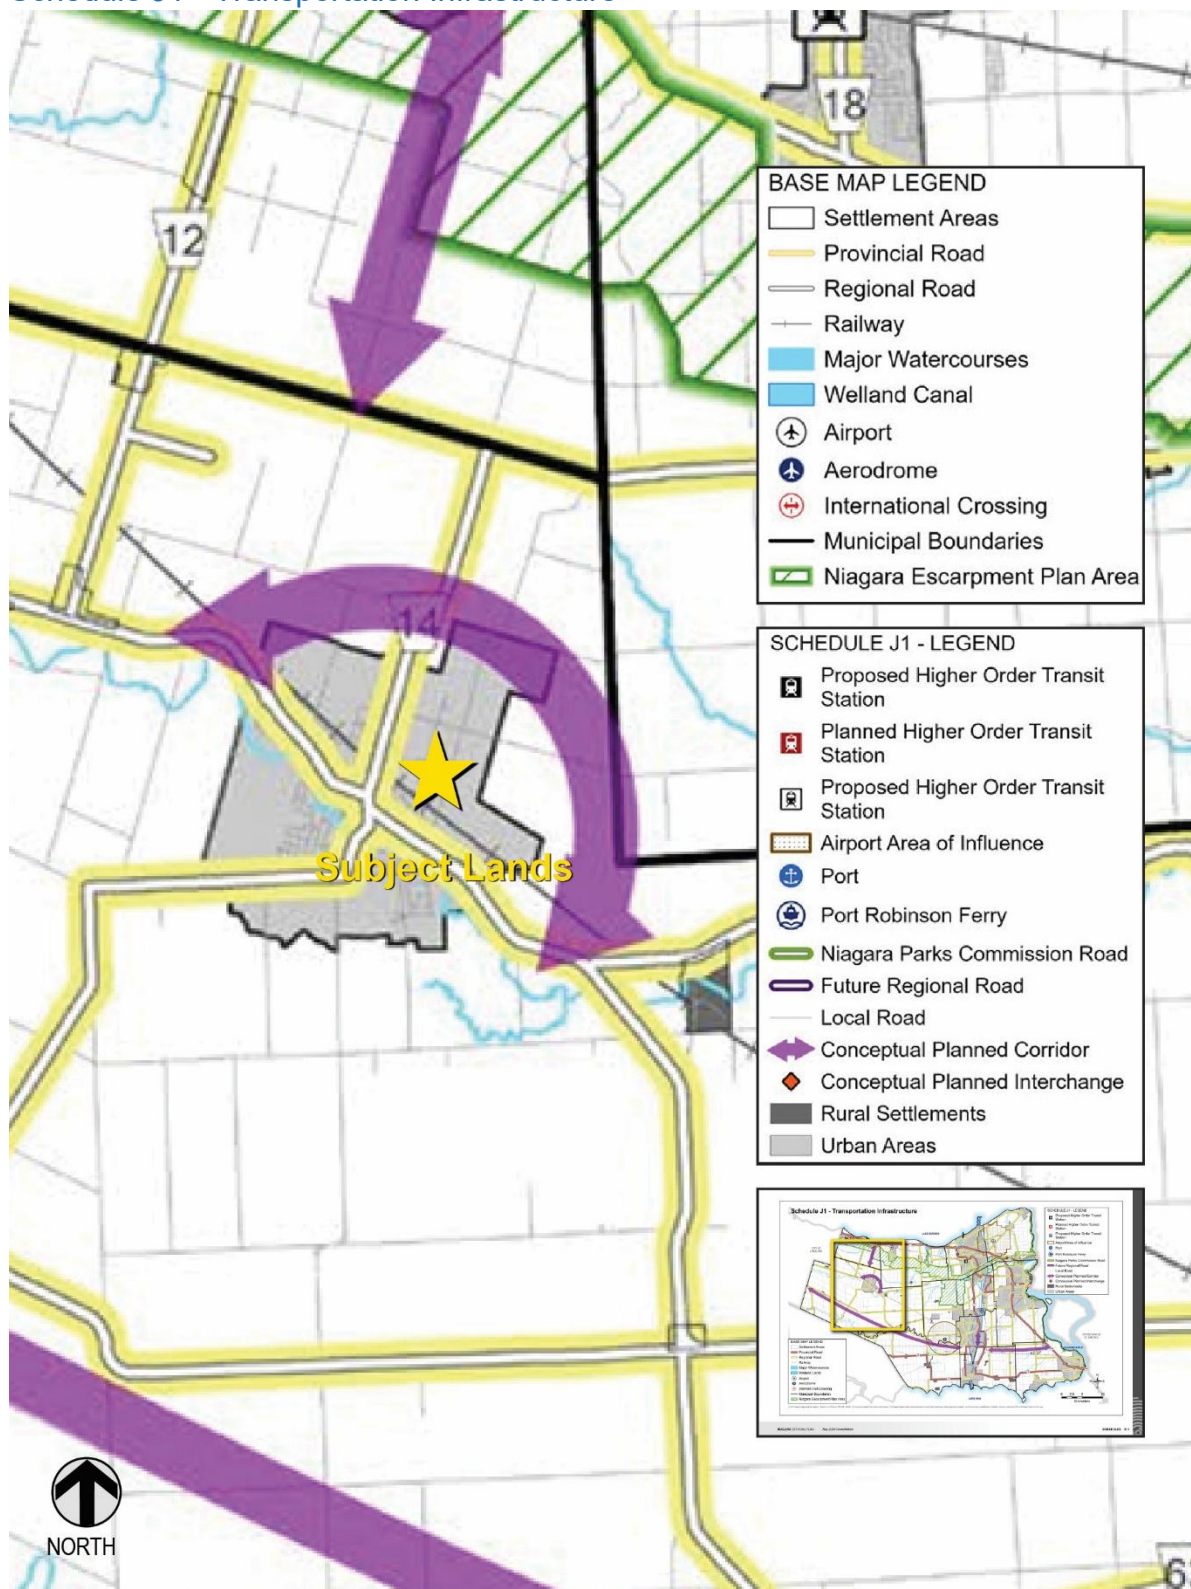 18
12
BASE MAP LEGEND
Settlement Areas
Provincial Road
Regional Road
Railway
Major Watercourses
Welland Canal
Airport
Aerodrome
International Crossing
Municipal Boundaries
Niagara Escarpment Plan Area
14
Subject Lands
SCHEDULE J1 - LEGEND
Proposed Higher Order Transit
Station
Planned Higher Order Transit
Station
Proposed Higher Order Transit
Station
Airport Area of Influence
Port
Port Robinson Ferry
Niagara Parks Commission Road
Future Regional Road
Local Road
Conceptual Planned Corridor
Conceptual Planned Interchange
Rural Settlements
Urban Areas
Schedule J1 - Transportation Infrastructure
NORTH